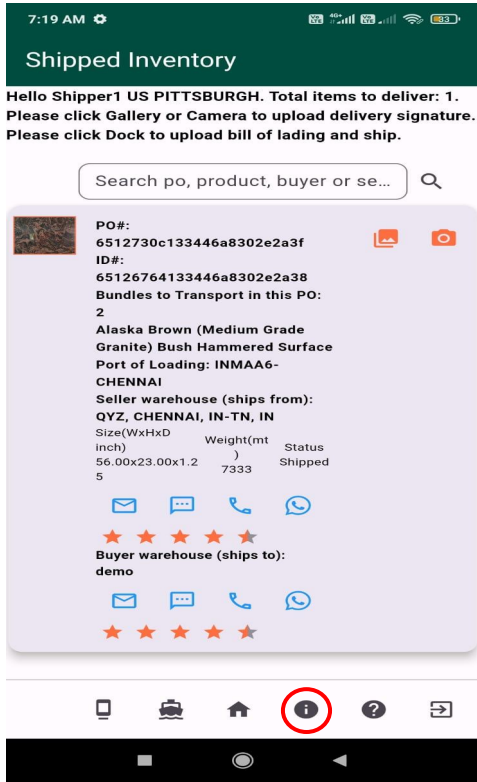 7:19 AM
4G+
83
Shipped Inventory
Hello Shipper1 US PITTSBURGH. Total items to deliver: 1.
Please click Gallery or Camera to upload delivery signature.
Please click Dock to upload bill of lading and ship.
Search po, product, buyer or se...
PO#:
6512730c133446a8302e2a3f
ID#:
65126764133446a8302e2a38
Bundles to Transport in this PO:
2
Alaska Brown (Medium Grade
Granite) Bush Hammered Surface
Port of Loading: INMAA6-
CHENNAI
Seller warehouse (ships from):
QYZ, CHENNAI, IN-TN, IN
Size(WxHxD
inch)
56.00x23.00x1.2
5
Weight(mt
)
7333
Status
Shipped
Buyer warehouse (ships to):
demo